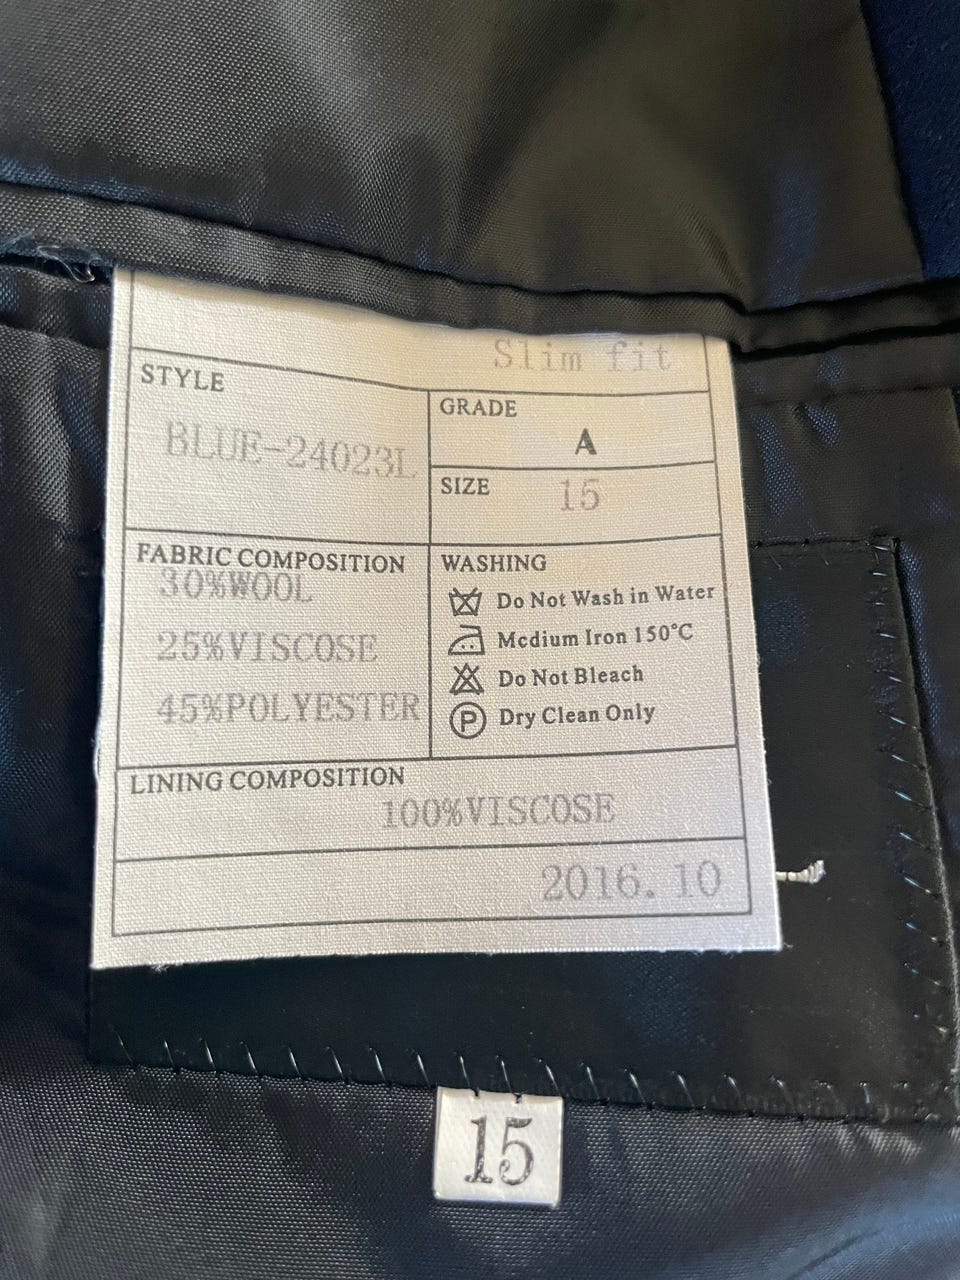 Slim fit
STYLE
BLUE-24023L
GRADE
A
SIZE
15
FABRIC COMPOSITION
30%WOOL
25%VISCOSE
45%POLYESTER
WASHING
Do Not Wash in Water
Medium Iron 150°C
Do Not Bleach
P
Dry Clean Only
LINING COMPOSITION
100%VISCOSE
2016.10
15